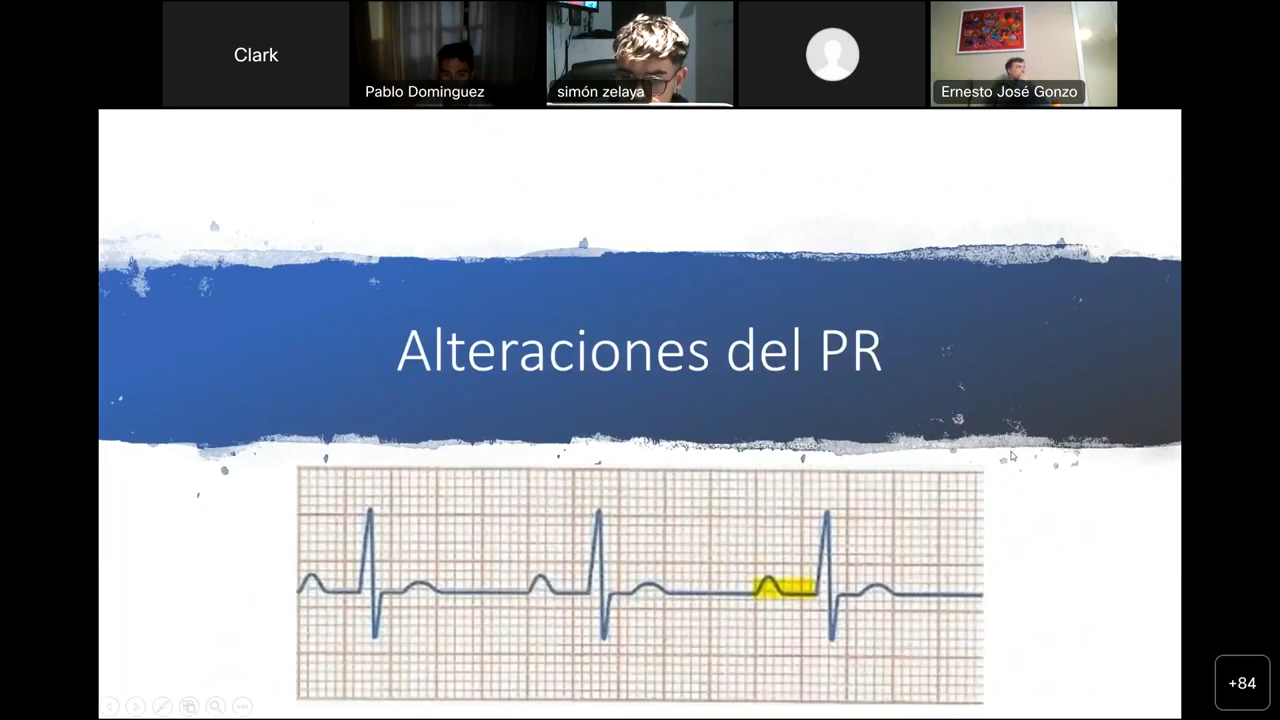 Clark
Pablo Dominguez
simón zelaya
Ernesto José Gonzo
Alteraciones del PR
+84